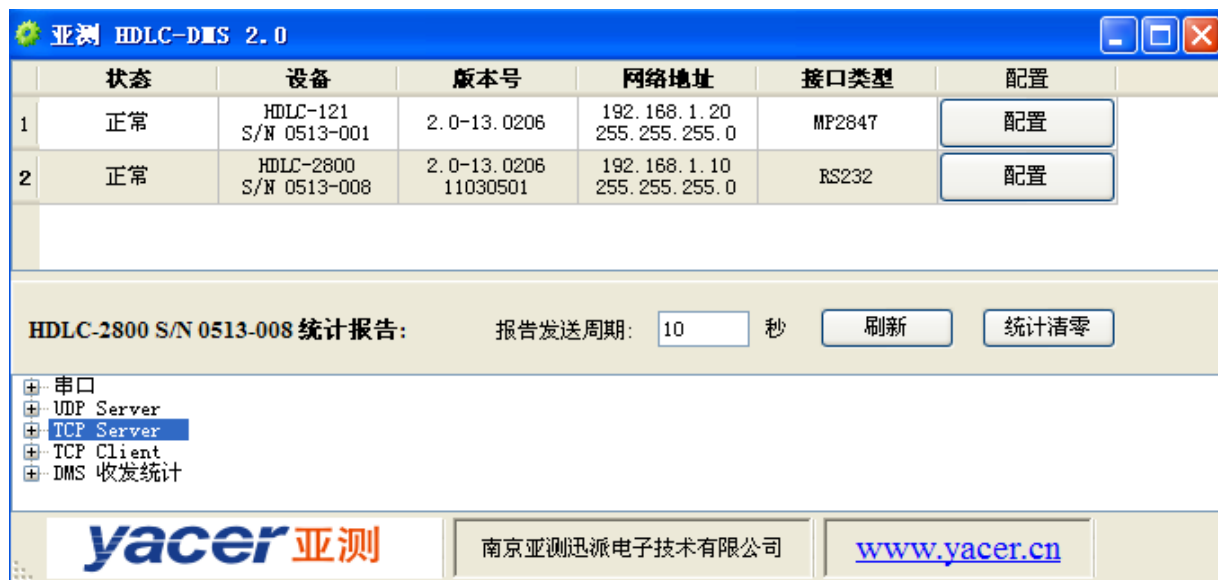 亚测 HDLC-DMS 2.0
状态 设备 版本号 网络地址 接口类型 配置
1 正常 HDLC-121 S/N 0513-001 2.0-13.0206 192.168.1.20 255.255.255.0 MP2847 配置
2 正常 HDLC-2800 S/N 0513-008 2.0-13.0206 11030501 192.168.1.10 255.255.255.0 RS232 配置
HDLC-2800 S/N 0513-008 统计报告: 报告发送周期: 10 秒 刷新 统计清零
串口
UDP Server
TCP Server
TCP Client
DMS 收发统计
yacer亚测 南京亚测迅派电子技术有限公司 www.yacer.cn